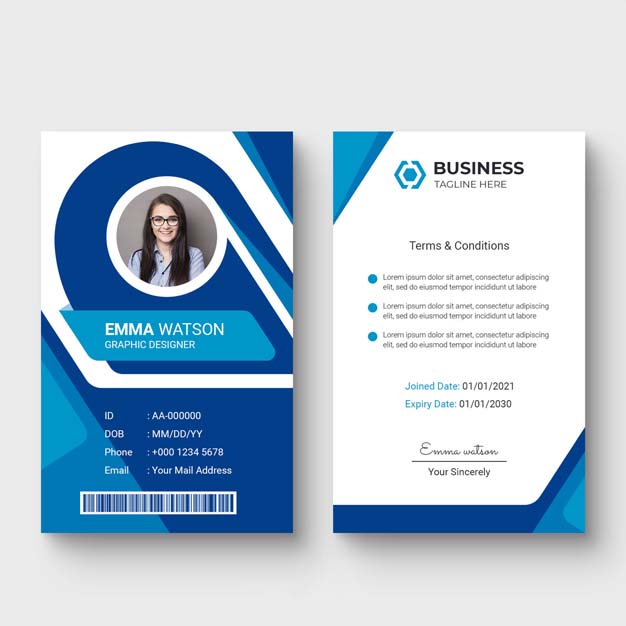 EMMA WATSON
GRAPHIC DESIGNER
ID : AA-000000
DOB : MM/DD/YY
Phone : +000 1234 5678
Email : Your Mail Address
BUSINESS
TAGLINE HERE
Terms & Conditions
Lorem ipsum dolor sit amet, consectetur adipiscing
elit, sed do eiusmod tempor incididunt ut labore
Lorem ipsum dolor sit amet, consectetur adipiscing
elit, sed do eiusmod tempor incididunt ut labore
Lorem ipsum dolor sit amet, consectetur adipiscing
elit, sed do eiusmod tempor incididunt ut labore
Joined Date: 01/01/2021
Expiry Date: 01/01/2030
Emma watson
Your Sincerely